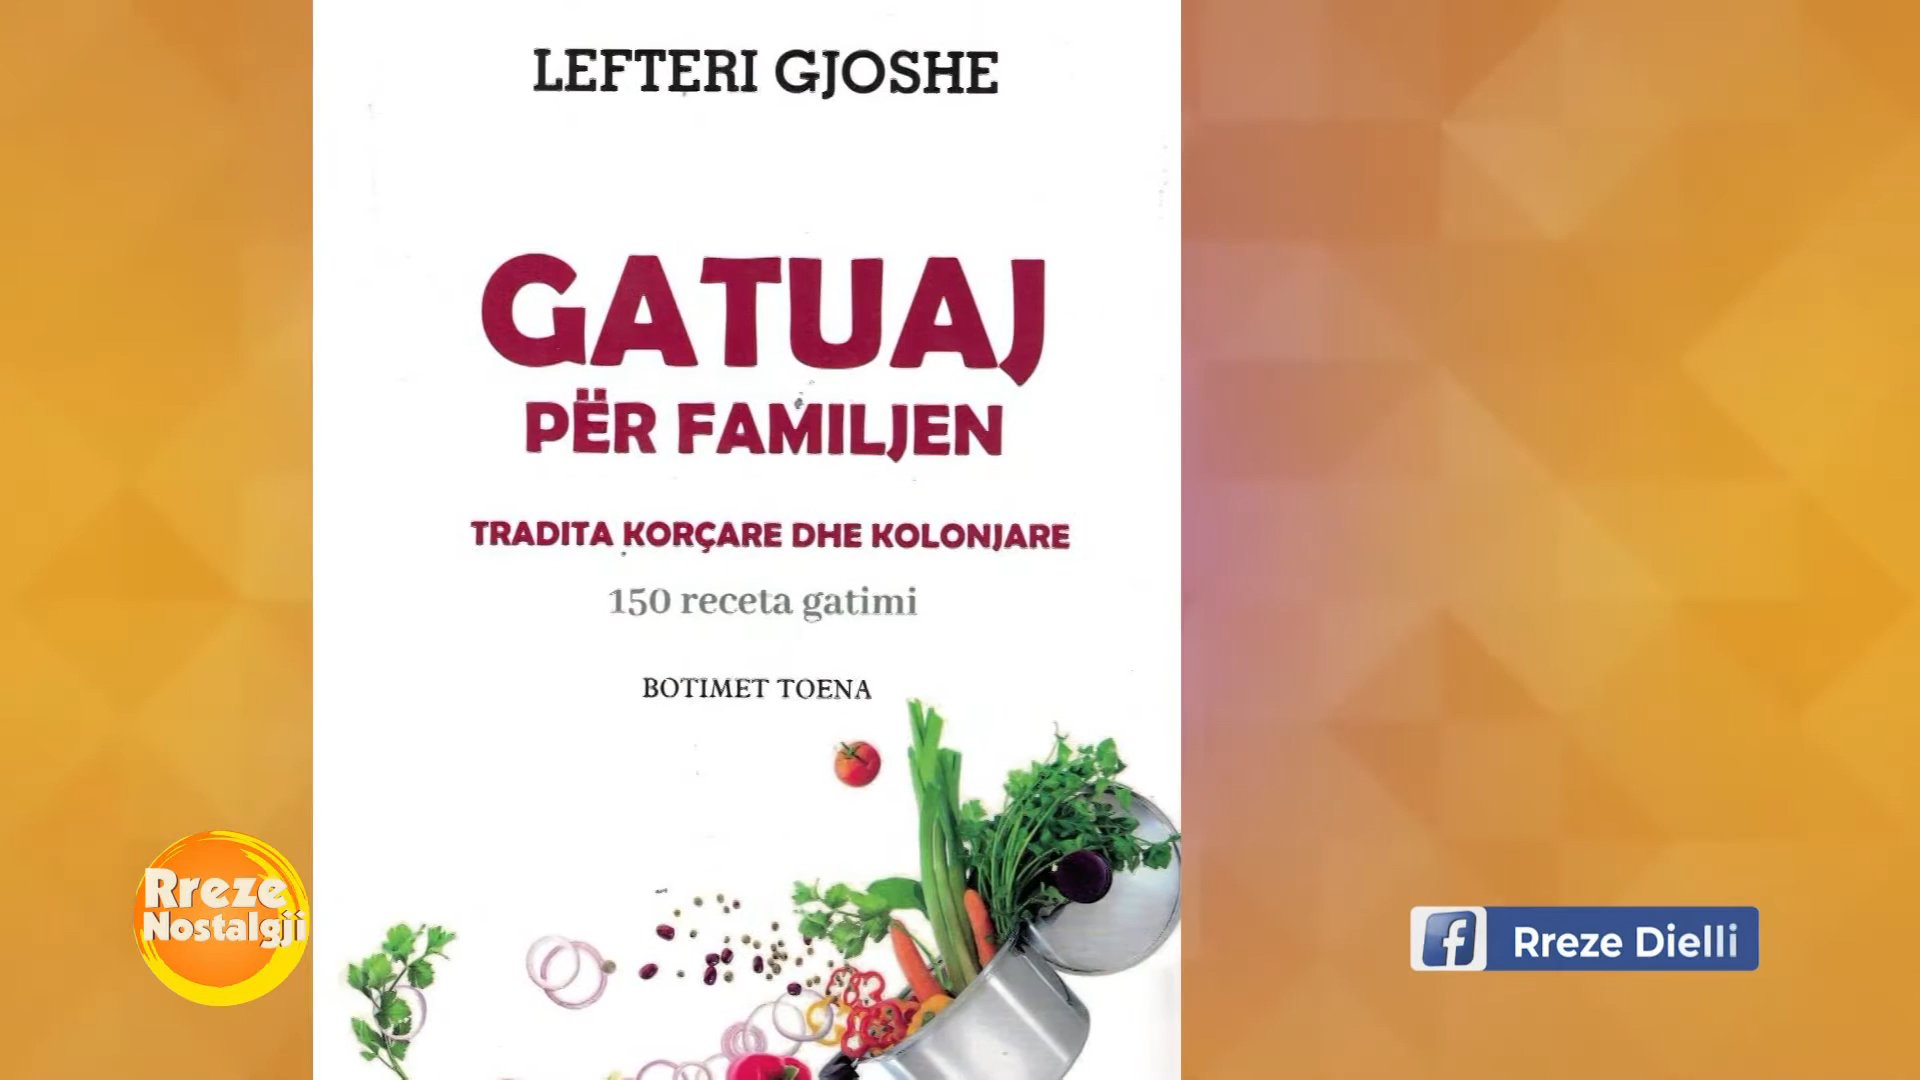 LEFTERI GJOSHE
GATUAJ
PËR FAMILJEN
TRADITA KORÇARE DHE KOLONJARE
150 receta gatimi
BOTIMET TOENA
Rreze
Nostalgji
f Rreze Dielli